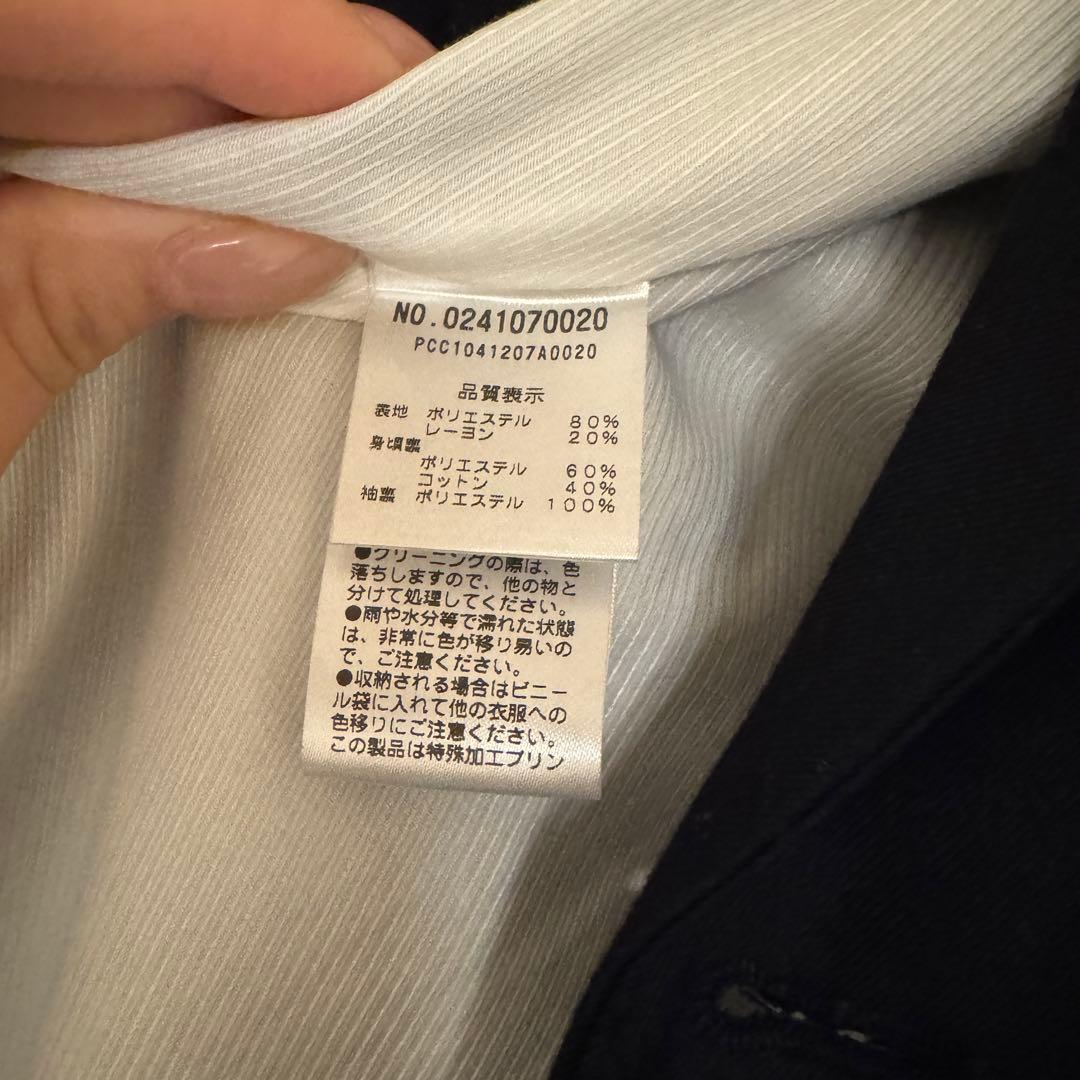 NO.0241070020
PCC1041207A0020
品質表示
表地 ポリエステル 80%
レーヨン 20%
身頃裏
ポリエステル 60%
コットン 40%
袖裏 ポリエステル 100%
●クリーニングの際は、色
落ちしますので、他の物と
分けて処理してください。
●雨や水分等で濡れた状態
は、非常に色が移り易いの
で、ご注意ください。
●収納される場合はビニー
ル袋に入れて他の衣服への
色移りにご注意ください。
この製品は特殊加工プリン